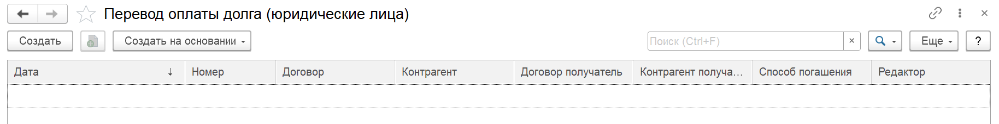 Перевод оплаты долга (юридические лица)
Создать Создать на основании Поиск (Ctrl+F) × Еще ?
Дата ↓ Номер Договор Контрагент Договор получатель Контрагент получа... Способ погашения Редактор